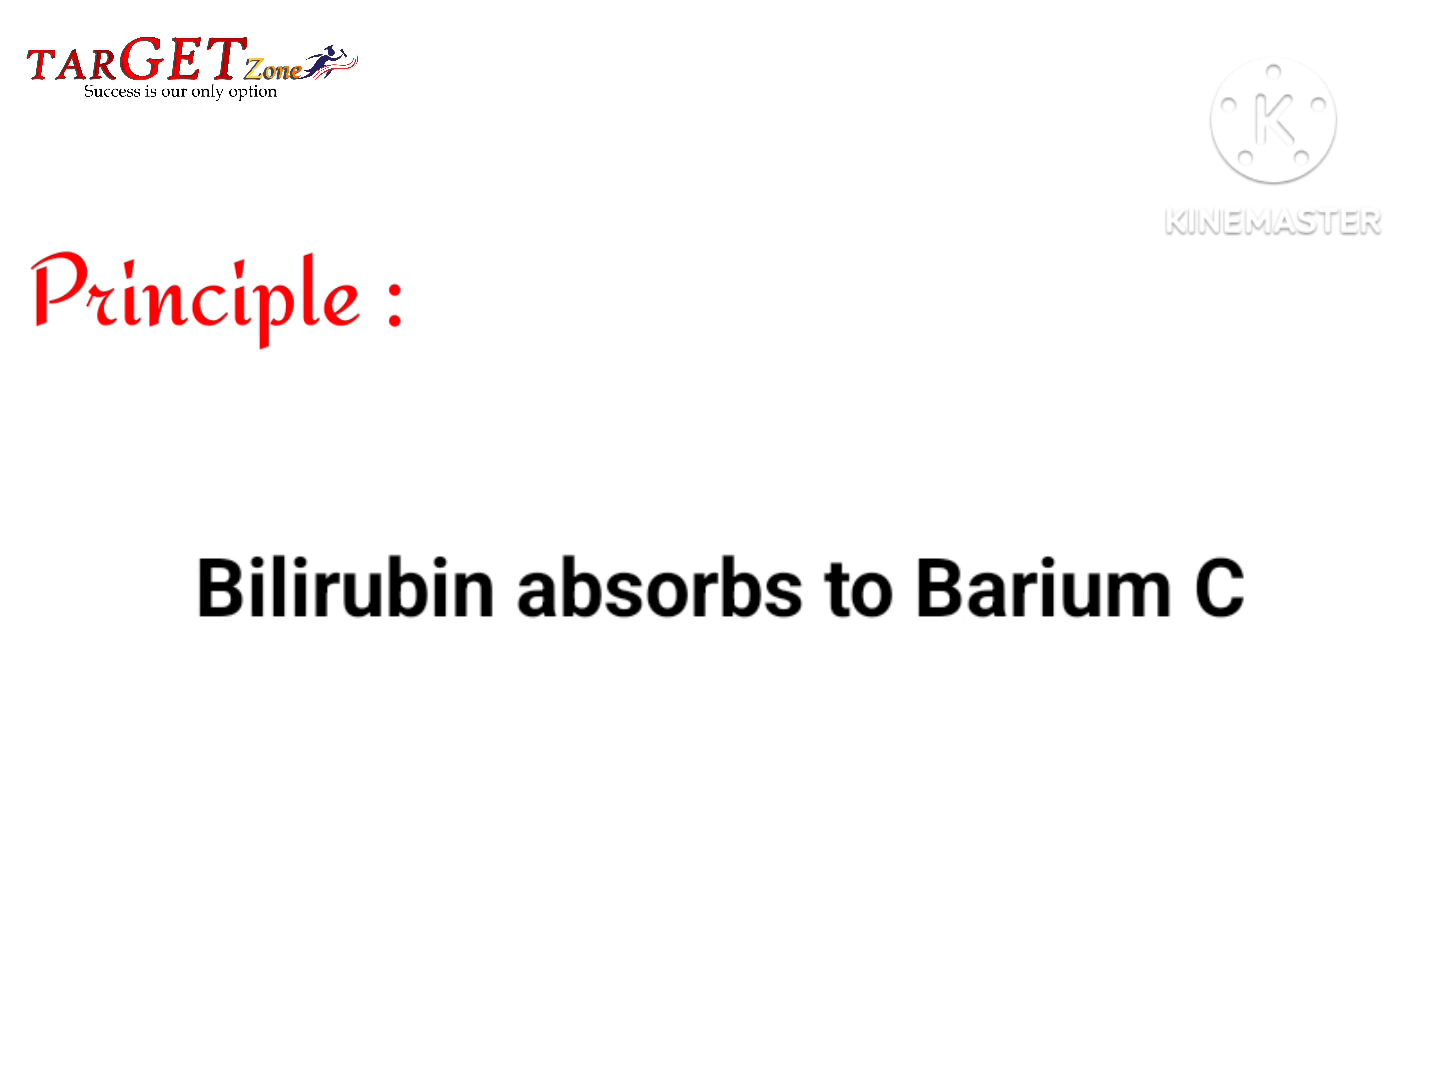 TARGET Zone
Success is our only option
KINEMASTER
Principle :
Bilirubin absorbs to Barium C